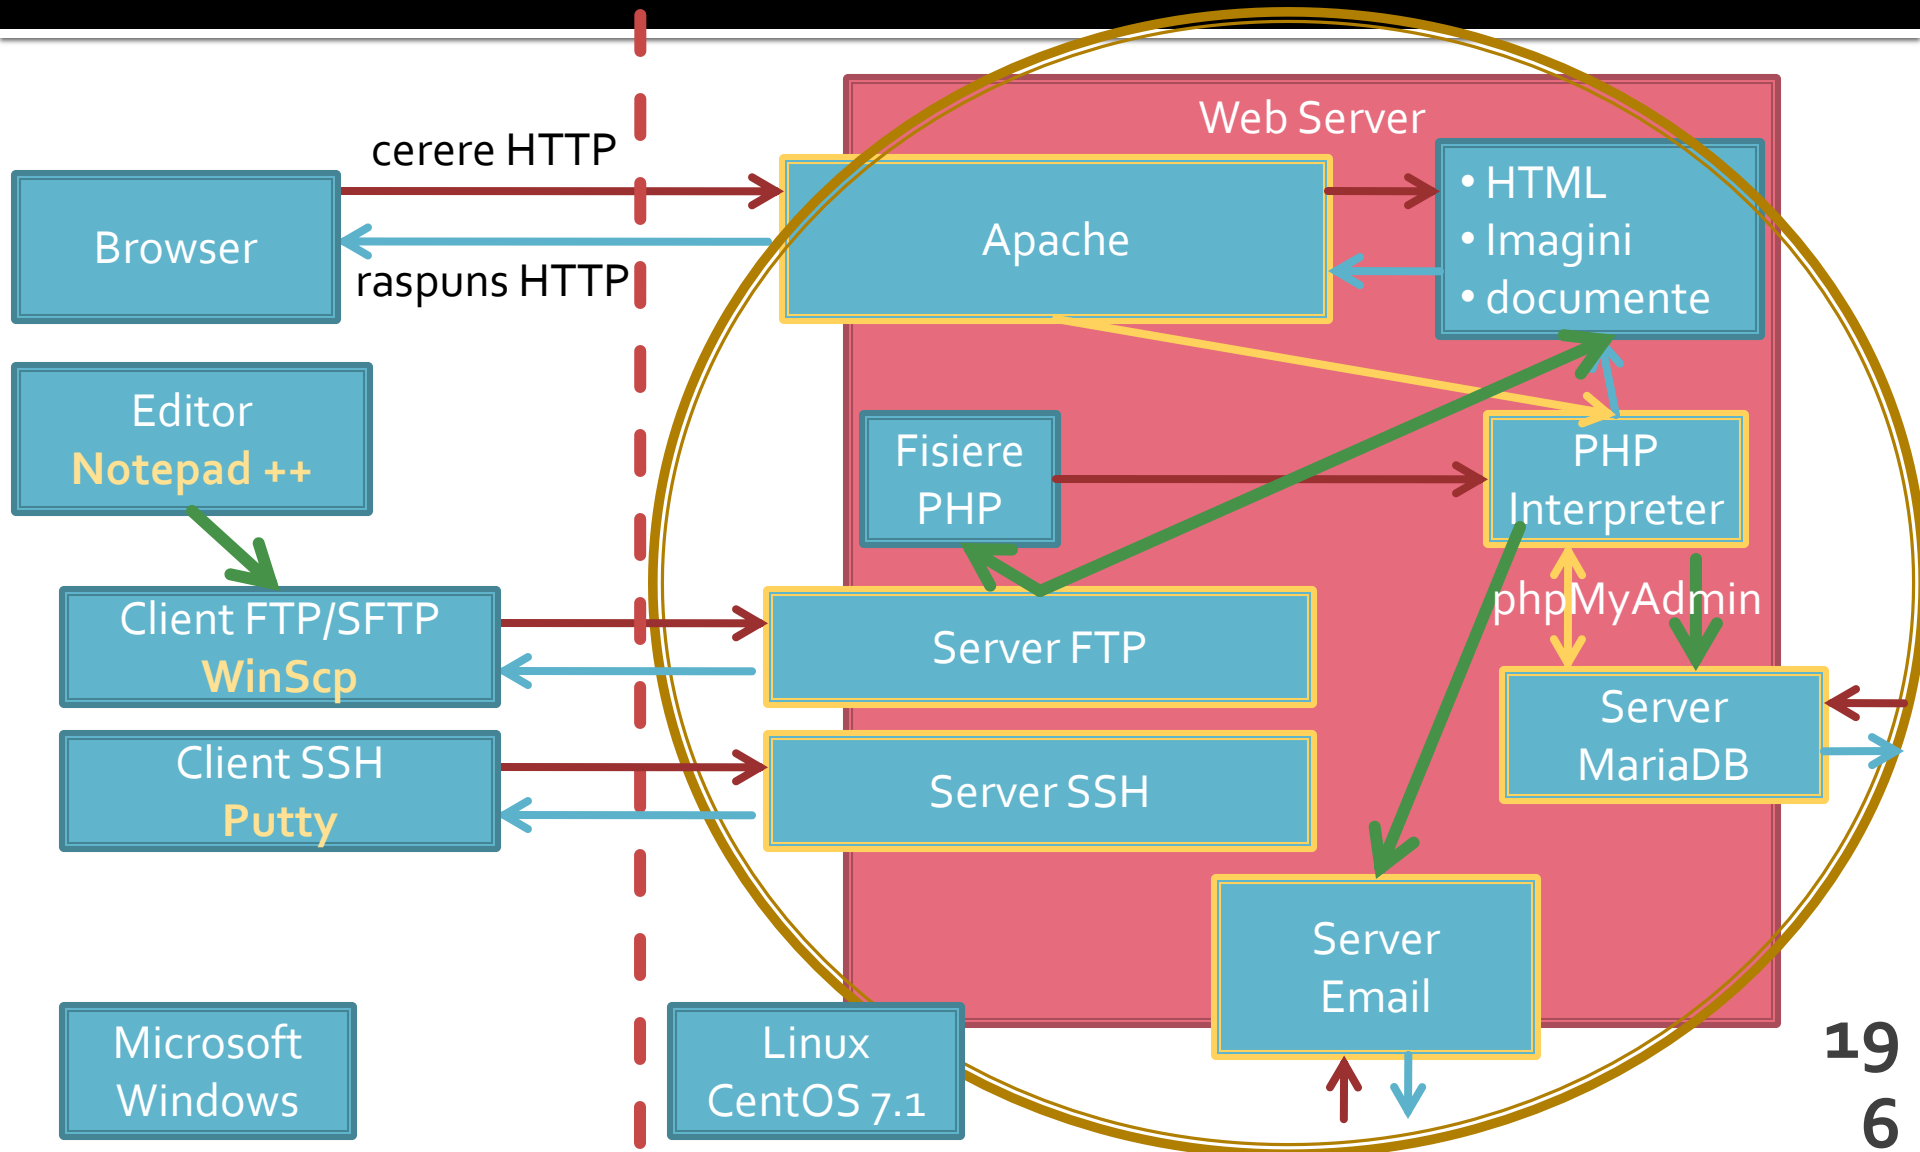 Web Server
cerere HTTP
raspuns HTTP
Browser
Apache
• HTML
• Imagini
• documente
Editor
Notepad ++
Fisiere
PHP
PHP
Interpreter
phpMyAdmin
Client FTP/SFTP
WinScp
Server FTP
Server
MariaDB
Client SSH
Putty
Server SSH
Server
Email
Microsoft
Windows
Linux
CentOS 7.1
19
6